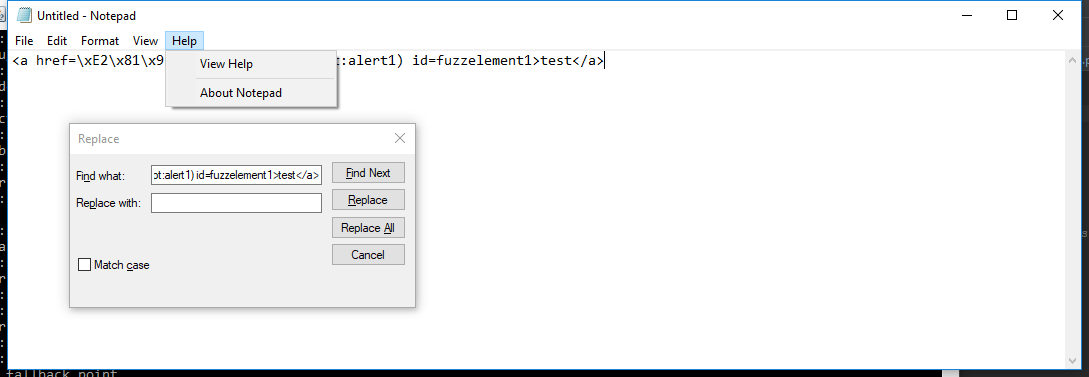 Untitled - Notepad
File Edit Format View Help
<a href=\xE2\x81\x9 t:alert1) id=fuzzelement1>test</a>
View Help
About Notepad
Replace
Find what: pt:alert1) id=fuzzelement1>test</a> Find Next
Replace with: Replace
Replace All
Match case Cancel
fallback point